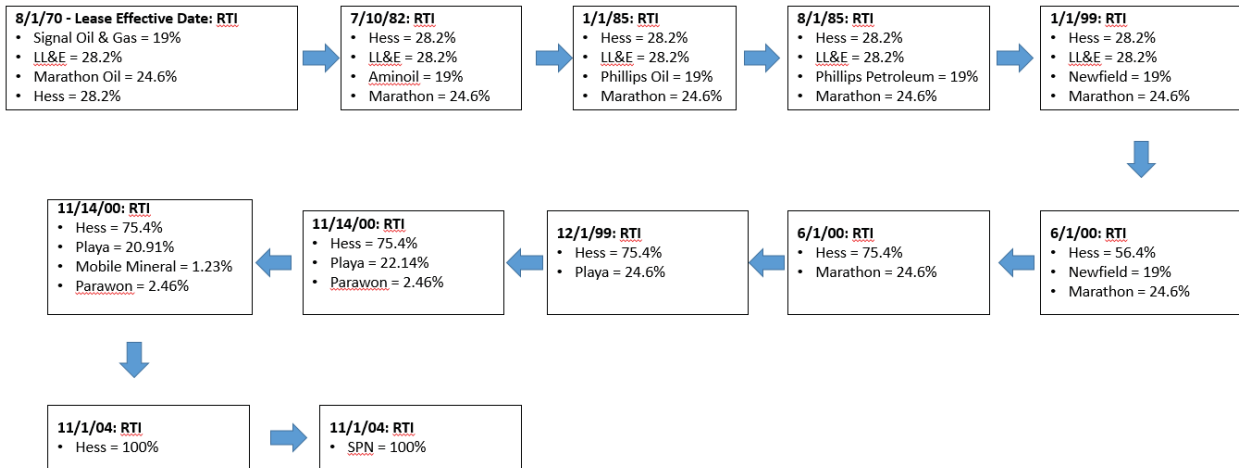 8/1/70 - Lease Effective Date: RTI
• Signal Oil & Gas = 19%
• LL&E = 28.2%
• Marathon Oil = 24.6%
• Hess = 28.2%
7/10/82: RTI
• Hess = 28.2%
• LL&E = 28.2%
• Aminoil = 19%
• Marathon = 24.6%
1/1/85: RTI
• Hess = 28.2%
• LL&E = 28.2%
• Phillips Oil = 19%
• Marathon = 24.6%
8/1/85: RTI
• Hess = 28.2%
• LL&E = 28.2%
• Phillips Petroleum = 19%
• Marathon = 24.6%
1/1/99: RTI
• Hess = 28.2%
• LL&E = 28.2%
• Newfield = 19%
• Marathon = 24.6%
6/1/00: RTI
• Hess = 56.4%
• Newfield = 19%
• Marathon = 24.6%
6/1/00: RTI
• Hess = 75.4%
• Marathon = 24.6%
12/1/99: RTI
• Hess = 75.4%
• Playa = 24.6%
11/14/00: RTI
• Hess = 75.4%
• Playa = 22.14%
• Parawon = 2.46%
11/14/00: RTI
• Hess = 75.4%
• Playa = 20.91%
• Mobile Mineral = 1.23%
• Parawon = 2.46%
11/1/04: RTI
• Hess = 100%
11/1/04: RTI
• SPN = 100%